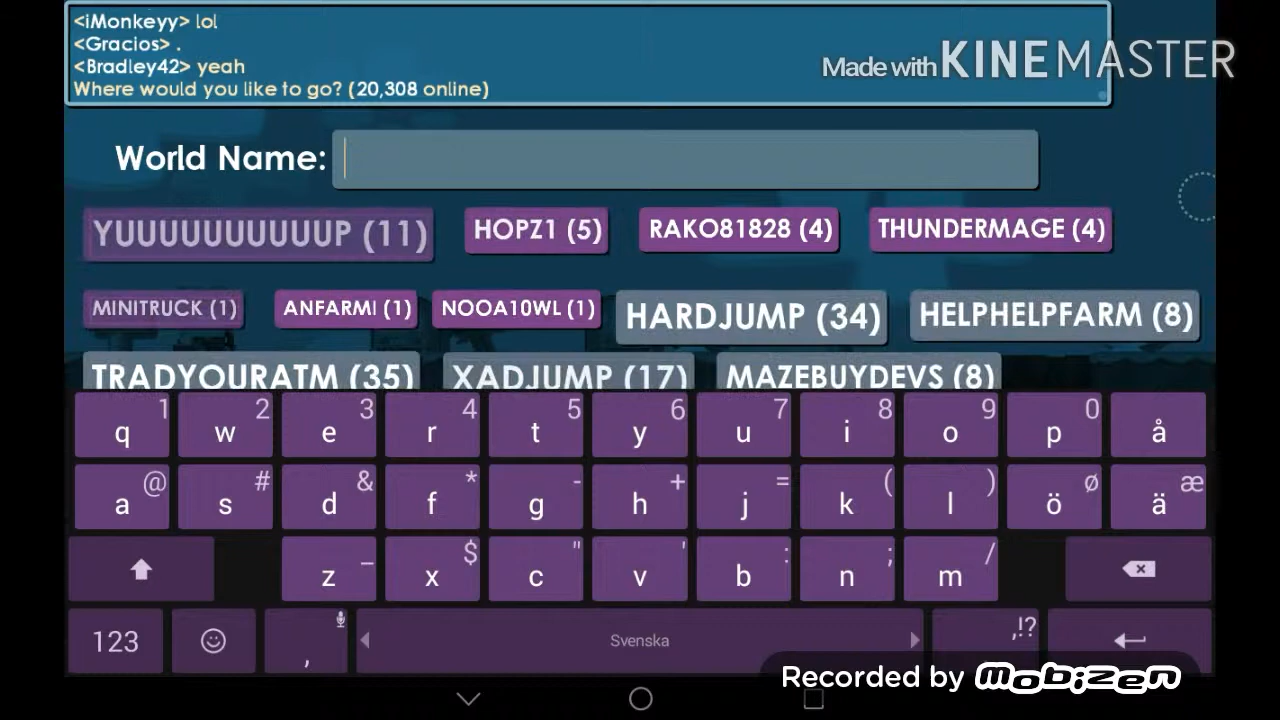 <iMonkeyy> lol
<Gracios> .
<Bradley42> yeah
Where would you like to go? (20,308 online)
Made with KINEMASTER
World Name:
YUUUUUUUUUUP (11) HOPZ1 (5) RAKO81828 (4) THUNDERMAGE (4)
MINITRUCK (1) ANFARMI (1) NOOA10WL (1) HARDJUMP (34) HELPHELPFARM (8)
TRADYOURATM (35) XADJUMP (17) MAZEBUYDEVS (8)
1 2 3 4 5 6 7 8 9 0
q w e r t y u i o p å
@ # & * - + = ( ) ø æ
a s d f g h j k l ö ä
_ $ " ' : ; /
z x c v b n m
123 , Svenska ,!?
Recorded by mobizen